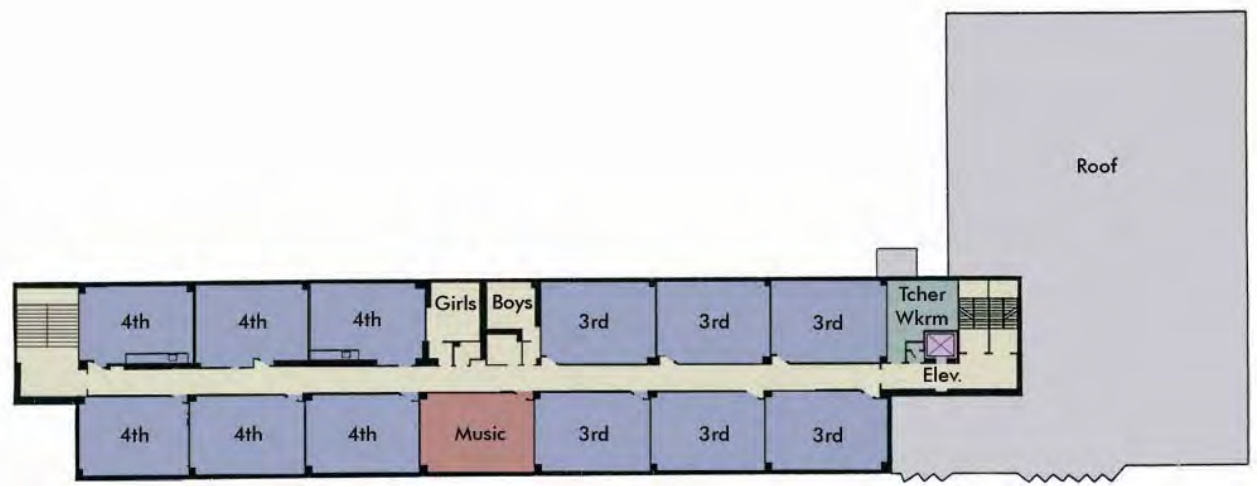 Roof
4th
4th
4th
Girls
Boys
3rd
3rd
3rd
Tcher
Wkrm
Elev.
4th
4th
4th
Music
3rd
3rd
3rd